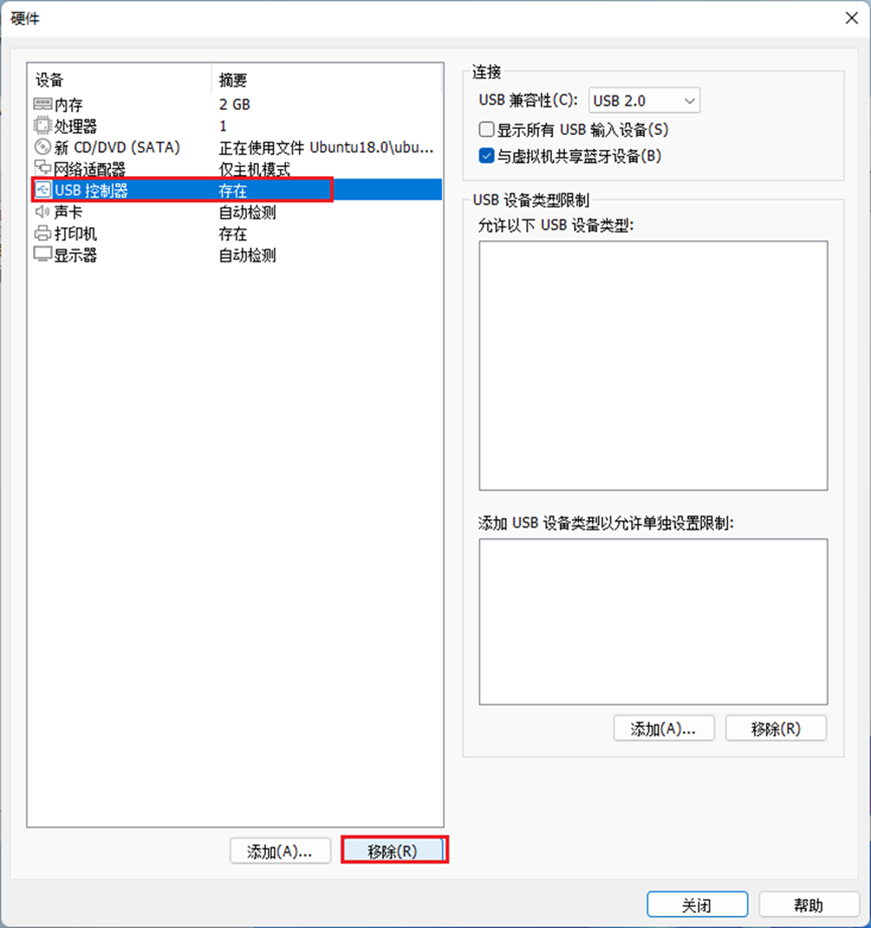 硬件
设备 摘要
内存 2 GB
处理器 1
新 CD/DVD (SATA) 正在使用文件 Ubuntu18.0\ubu...
网络适配器 仅主机模式
USB 控制器 存在
声卡 自动检测
打印机 存在
显示器 自动检测
添加(A)... 移除(R)
连接
USB 兼容性(C): USB 2.0
显示所有 USB 输入设备(S)
与虚拟机共享蓝牙设备(B)
USB 设备类型限制
允许以下 USB 设备类型:
添加 USB 设备类型以允许单独设置限制:
添加(A)... 移除(R)
关闭 帮助